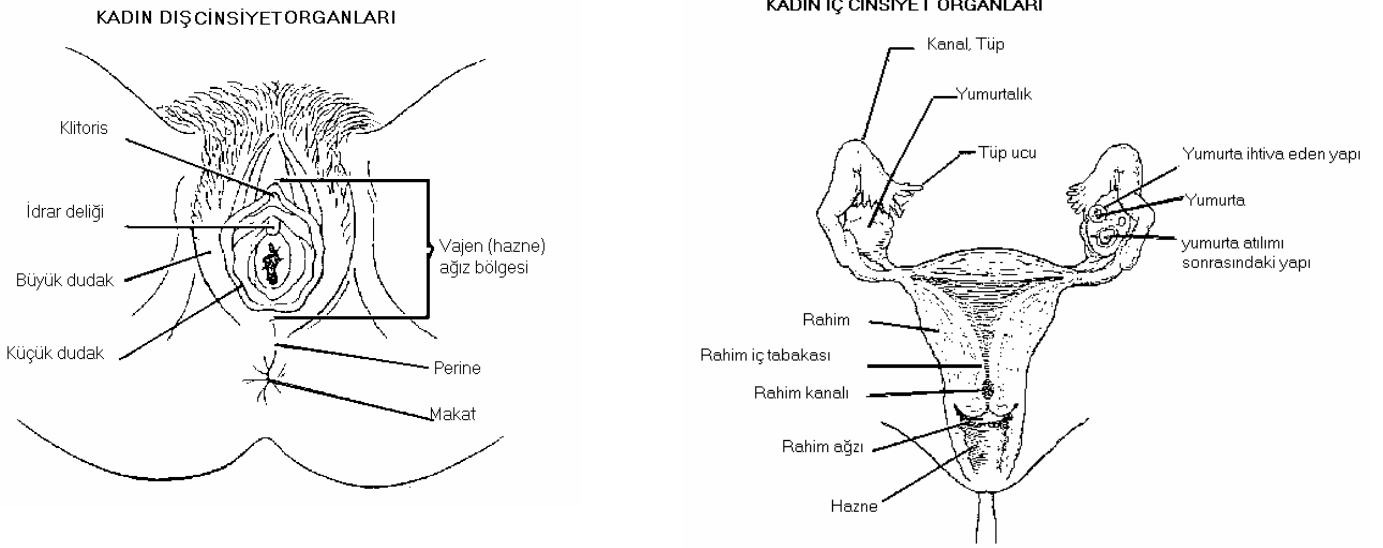 KADIN DIŞ CİNSİYET ORGANLARI
Klitoris
İdrar deliği
Büyük dudak
Küçük dudak
Vajen (hazne)
ağız bölgesi
Perine
Makat
KADIN İÇ CİNSİYET ORGANLARI
Kanal, Tüp
Yumurtalık
Tüp ucu
Yumurta ihtiva eden yapı
Yumurta
yumurta atılımı
sonrasındaki yapı
Rahim
Rahim iç tabakası
Rahim kanalı
Rahim ağzı
Hazne